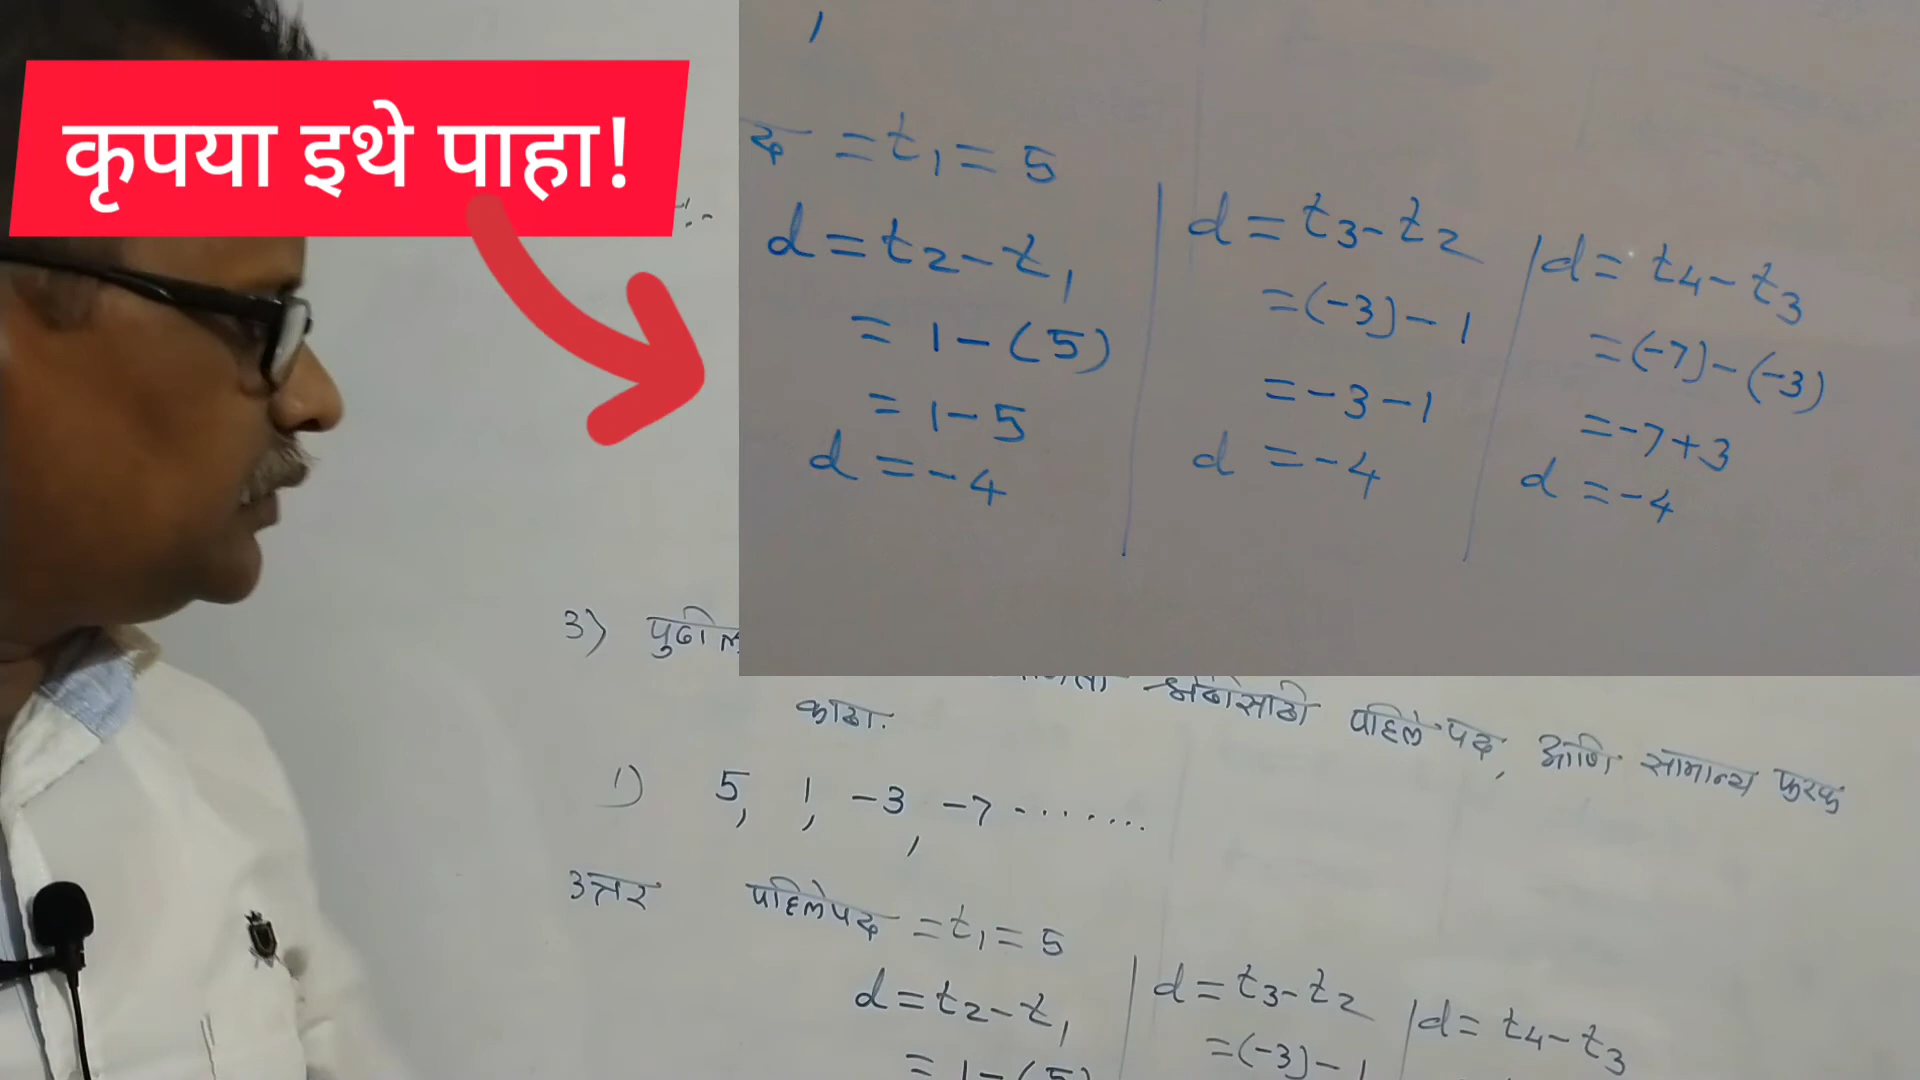 कृपया इथे पाहा!
= t₁ = 5
d = t₂ - t₁
= 1 - (5)
= 1 - 5
d = -4
d = t₃ - t₂
= (-3) - 1
= -3 - 1
d = -4
d = t₄ - t₃
= (-7) - (-3)
= -7 + 3
d = -4
3)
श्रेढीसाठी पहिले पद, आणि सामान्य फरक
काढा.
1) 5, 1, -3, -7 ........
उत्तर पहिलेपद = t₁ = 5
d = t₂ - t₁
= 1 - (5)
d = t₃ - t₂
= (-3) - 1
d = t₄ - t₃